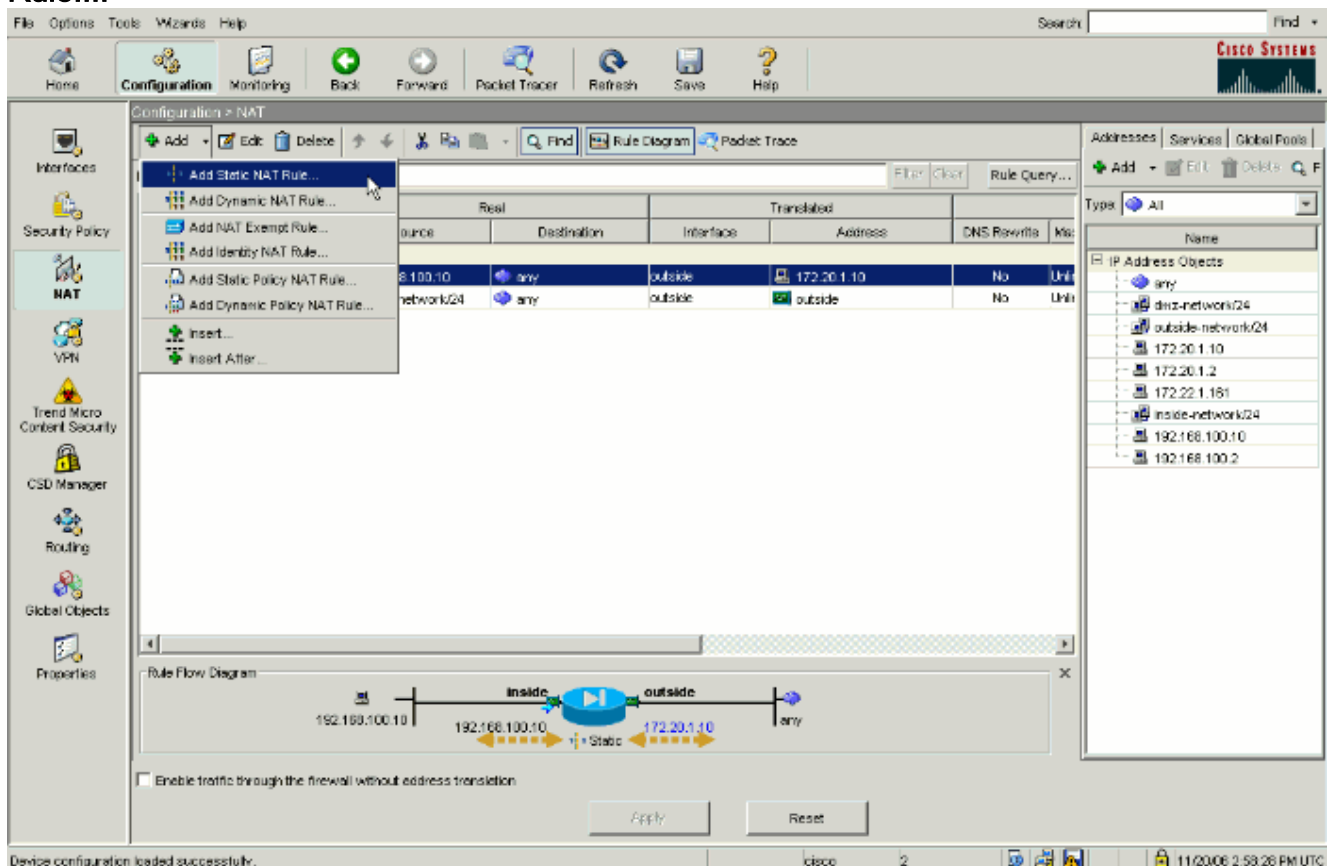 File Options Tools Wizards Help Search: Find
Home Configuration Monitoring Back Forward Packet Tracer Refresh Save Help
CISCO SYSTEMS
Configuration > NAT
Add Edit Delete Find Rule Diagram Packet Trace
Filter Clear Rule Query...
Add Static NAT Rule...
Add Dynamic NAT Rule...
Add NAT Exempt Rule...
Add Identity NAT Rule...
Add Static Policy NAT Rule...
Add Dynamic Policy NAT Rule...
Insert...
Insert After...
Real Translated
Destination Interface Address DNS Rewrite
8.100.10 any outside 172.20.1.10 No
network/24 any outside outside No
Interfaces
Security Policy
NAT
VPN
Trend Micro
Content Security
CSD Manager
Routing
Global Objects
Properties
Addresses Services Global Pools
Add Edit Delete F
Type: All
Name
IP Address Objects
any
dmz-network/24
outside-network/24
172.20.1.10
172.20.1.2
172.22.1.161
inside-network/24
192.168.100.10
192.168.100.2
Rule Flow Diagram
inside outside
192.168.100.10 192.168.100.10 172.20.1.10 any
Static
Enable traffic through the firewall without address translation
Apply Reset
Device configuration loaded successfully. cisco 2 11/20/06 2:58:28 PM UTC